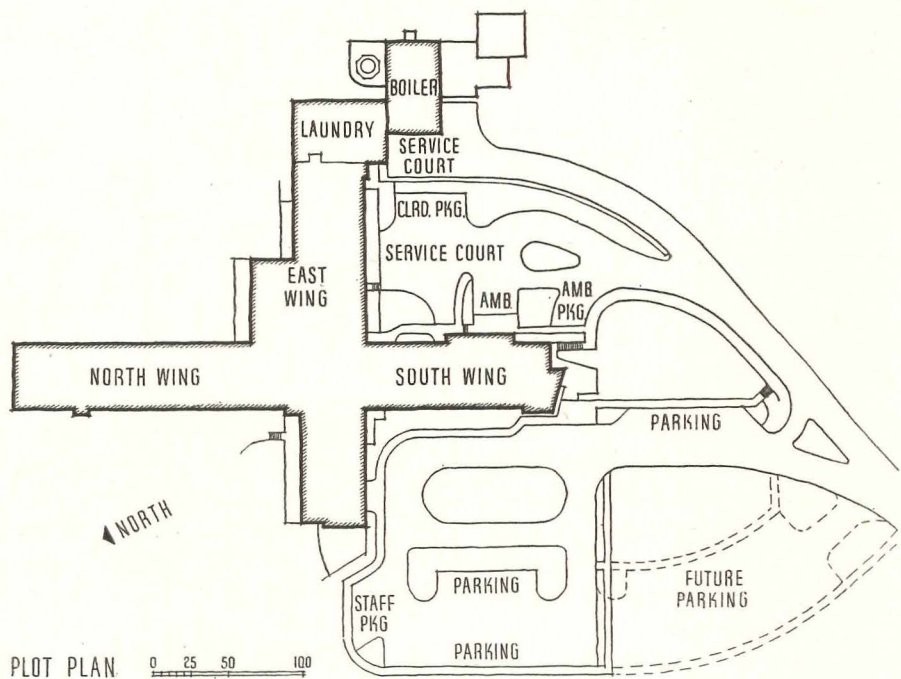 BOILER
LAUNDRY
SERVICE
COURT
CLRD. PKG.
SERVICE COURT
EAST
WING
AMB.
AMB.
PKG.
NORTH WING
SOUTH WING
PARKING
NORTH
PARKING
FUTURE
PARKING
STAFF
PKG
PARKING
PLOT PLAN
0 25 50 100